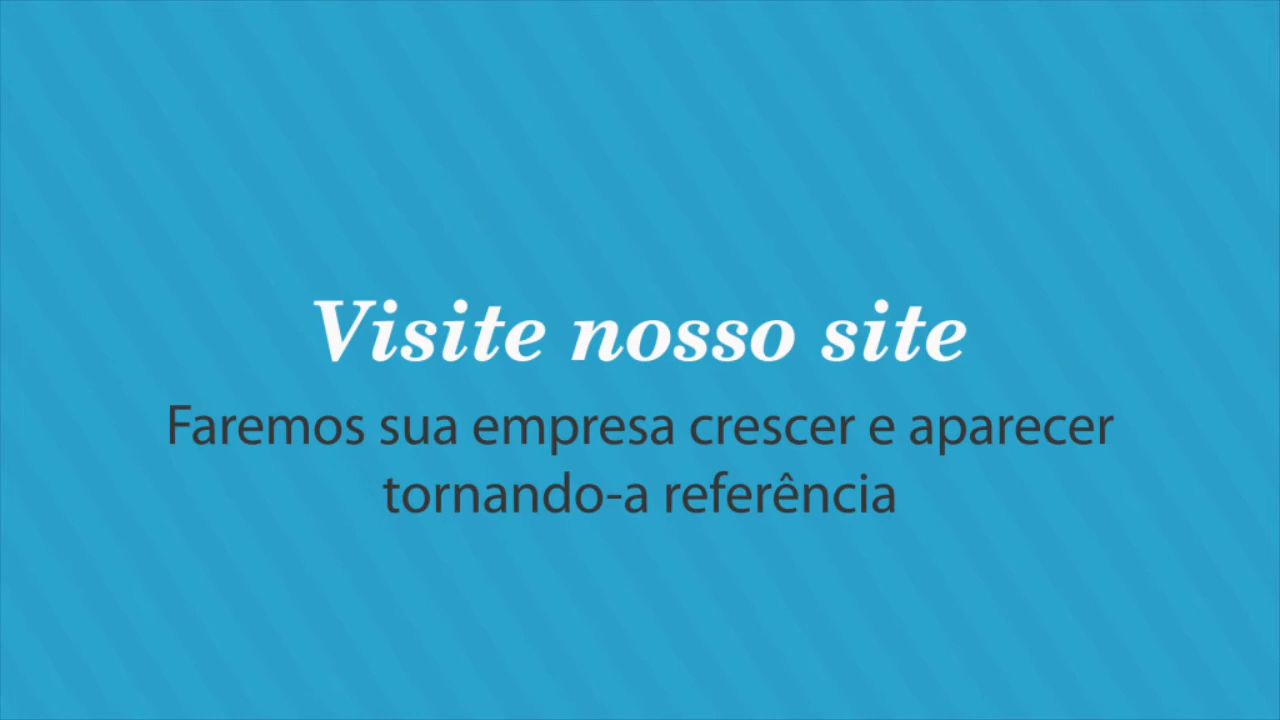 Visite nosso site
Faremos sua empresa crescer e aparecer
tornando-a referência